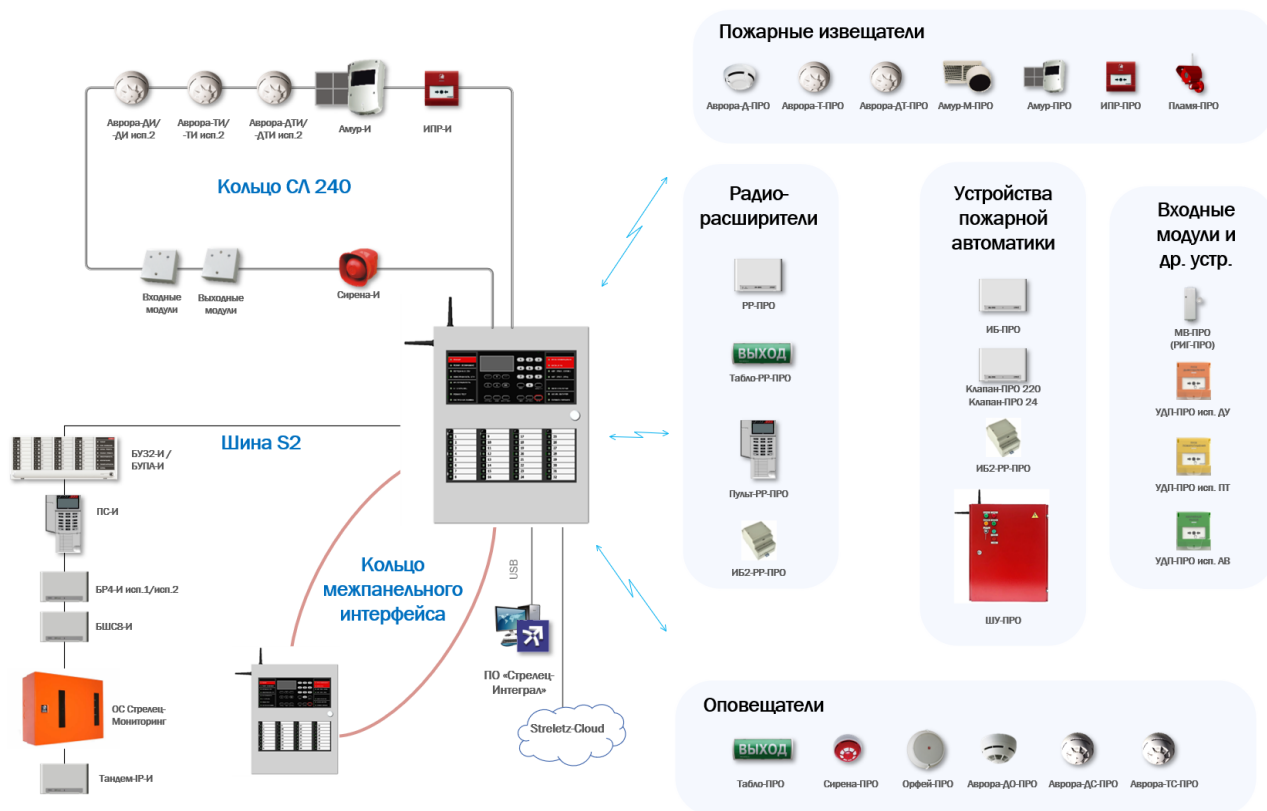 Пожарные извещатели
Аврора-Д-ПРО
Аврора-Т-ПРО
Аврора-ДТ-ПРО
Амур-М-ПРО
Амур-ПРО
ИПР-ПРО
Пламя-ПРО
Аврора-ДИ/
-ДИ исп.2
Аврора-ТИ/
-ТИ исп.2
Аврора-ДТИ/
-ДТИ исп.2
Амур-И
ИПР-И
Кольцо СЛ 240
Входные
модули
Выходные
модули
Сирена-И
Радио-
расширители
РР-ПРО
ВЫХОД
Табло-РР-ПРО
Пульт-РР-ПРО
ИБ2-РР-ПРО
Устройства
пожарной
автоматики
ИБ-ПРО
Клапан-ПРО 220
Клапан-ПРО 24
ИБ2-РР-ПРО
ШУ-ПРО
Входные
модули и
др. устр.
МВ-ПРО
(РИГ-ПРО)
УДП-ПРО исп. ДУ
УДП-ПРО исп. ПТ
УДП-ПРО исп. АВ
Шина S2
БУ32-И /
БУПА-И
ПС-И
БР4-И исп.1/исп.2
БШС8-И
ОС Стрелец-
Мониторинг
Тандем-IP-И
Кольцо
межпанельного
интерфейса
USB
ПО «Стрелец-
Интеграл»
Streletz-Cloud
Оповещатели
ВЫХОД
Табло-ПРО
Сирена-ПРО
Орфей-ПРО
Аврора-ДО-ПРО
Аврора-ДС-ПРО
Аврора-ТС-ПРО